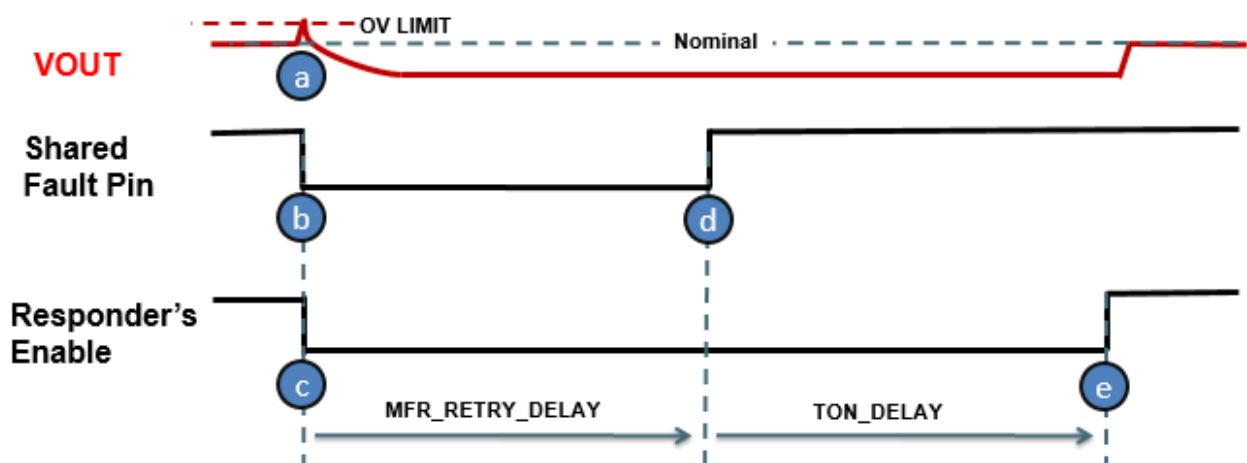 OV LIMIT
Nominal
VOUT
a
Shared
Fault Pin
b
d
Responder's
Enable
c
e
MFR_RETRY_DELAY
TON_DELAY